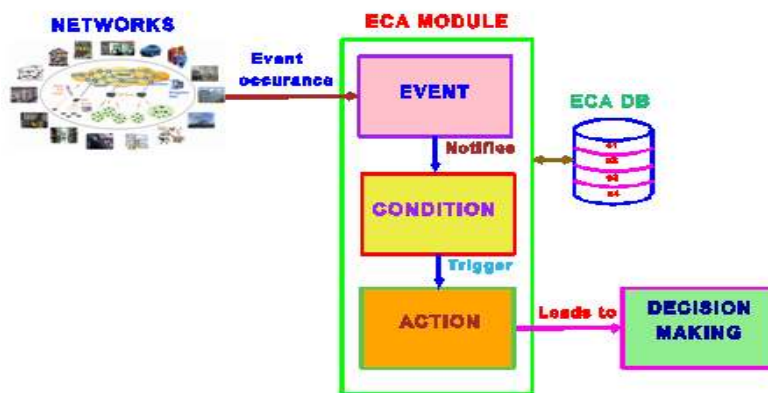 NETWORKS
ECA MODULE
Event
occurance
EVENT
ECA DB
Notifies
CONDITION
Trigger
ACTION
Leads to
DECISION
MAKING